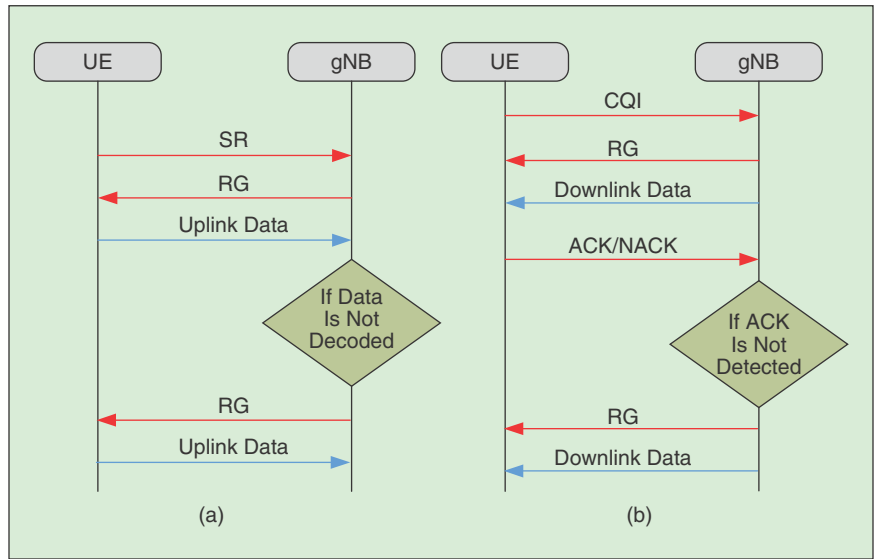 UE
gNB
SR
RG
Uplink Data
If Data
Is Not
Decoded
RG
Uplink Data
(a)
UE
gNB
CQI
RG
Downlink Data
ACK/NACK
If ACK
Is Not
Detected
RG
Downlink Data
(b)